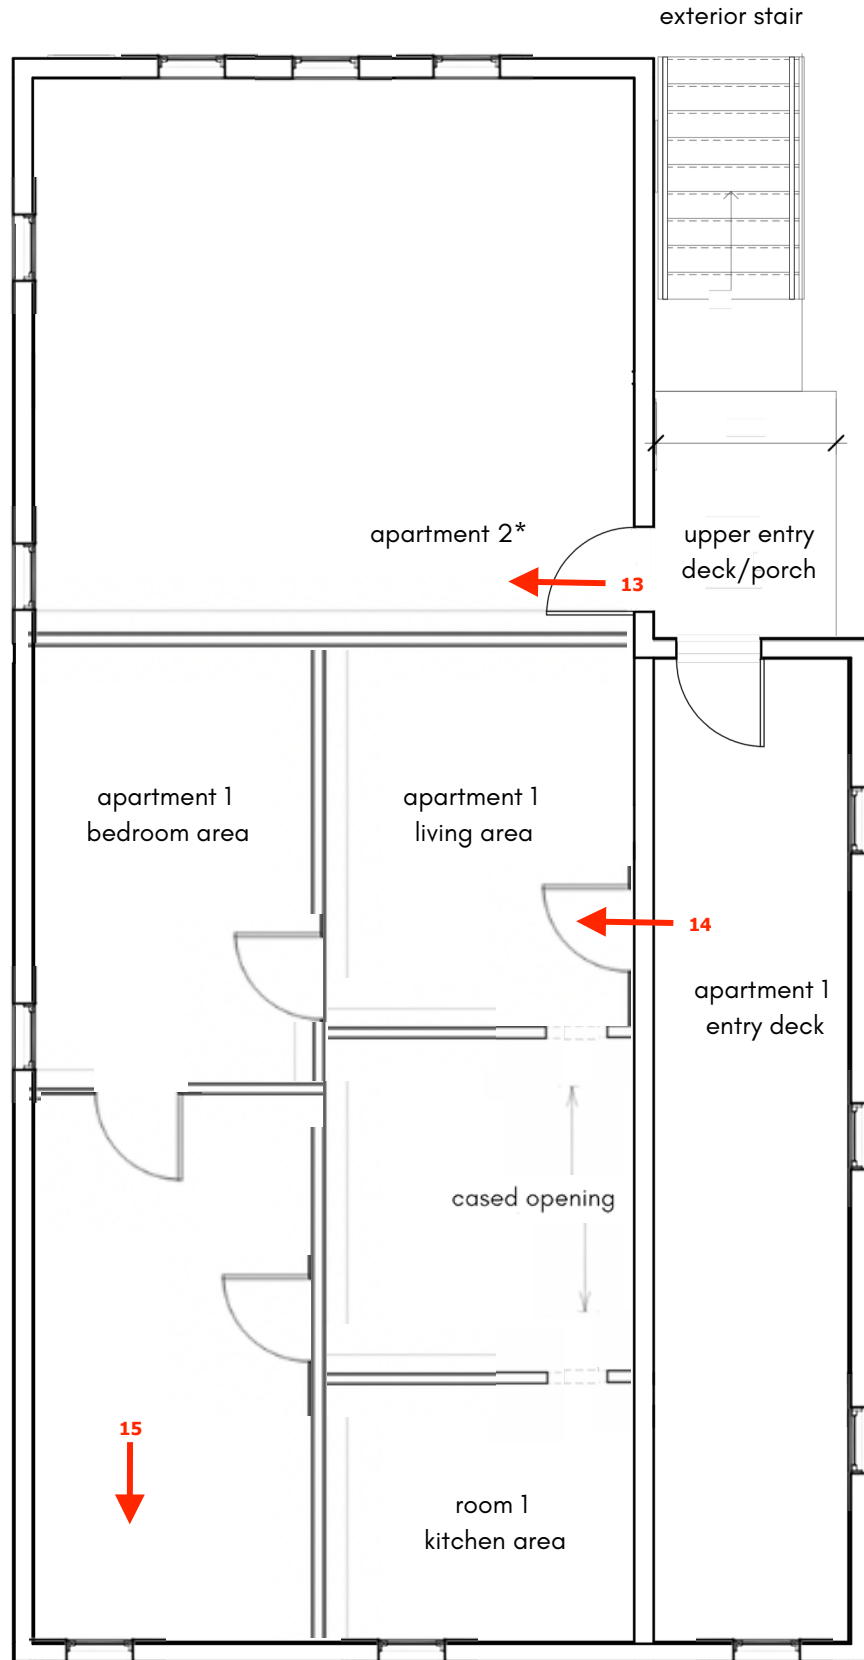 exterior stair
apartment 2*
upper entry
deck/porch
13
apartment 1
bedroom area
apartment 1
living area
14
apartment 1
entry deck
cased opening
15
room 1
kitchen area